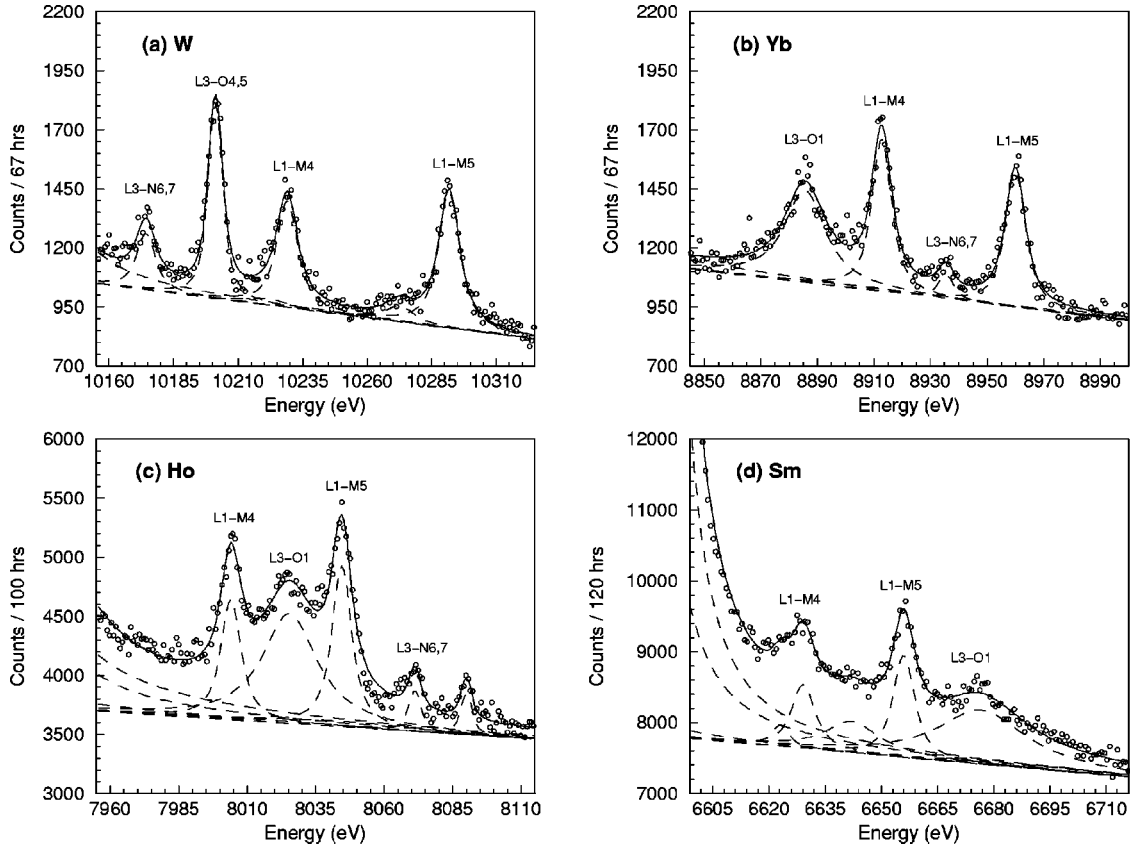 (a) W
L3-O4,5
L1-M4
L1-M5
L3-N6,7
2200
1950
1700
1450
1200
950
700
Counts / 67 hrs
10160 10185 10210 10235 10260 10285 10310
Energy (eV)
(b) Yb
L1-M4
L3-O1
L1-M5
L3-N6,7
2200
1950
1700
1450
1200
950
700
Counts / 67 hrs
8850 8870 8890 8910 8930 8950 8970 8990
Energy (eV)
(c) Ho
L1-M5
L1-M4
L3-O1
L3-N6,7
6000
5500
5000
4500
4000
3500
3000
Counts / 100 hrs
7960 7985 8010 8035 8060 8085 8110
Energy (eV)
(d) Sm
L1-M5
L1-M4
L3-O1
12000
11000
10000
9000
8000
7000
Counts / 120 hrs
6605 6620 6635 6650 6665 6680 6695 6710
Energy (eV)